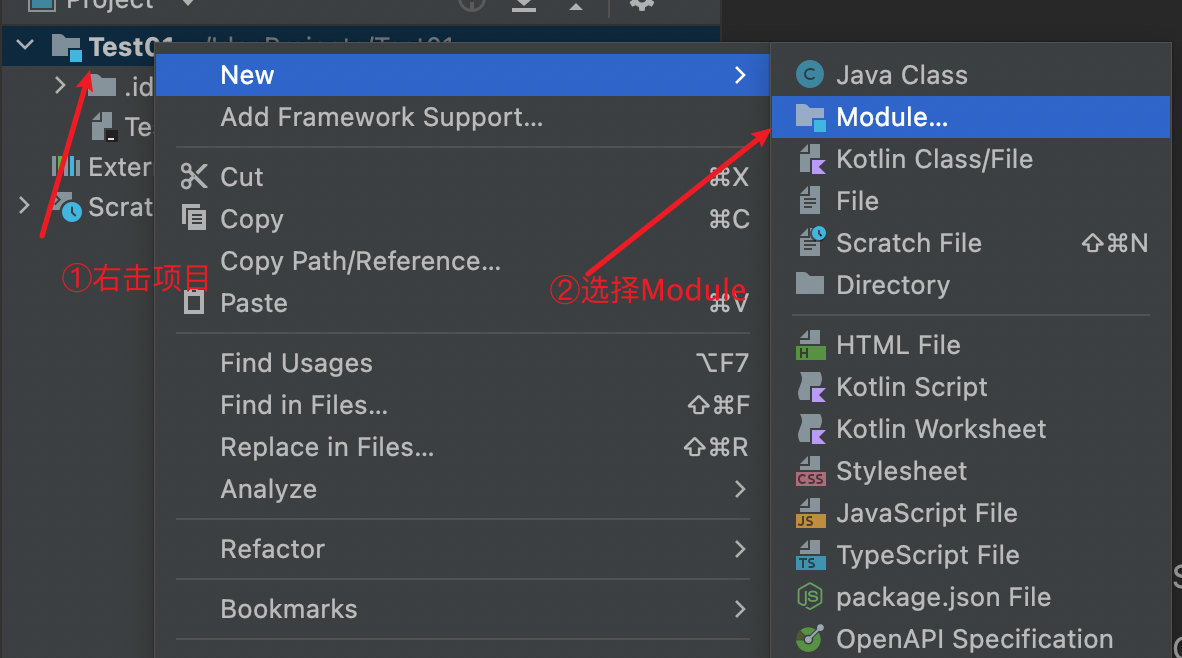 Project
Test01 ~/IdeaProjects/Test01
.id
Te
Exter
Scrat
①右击项目
New
Add Framework Support...
Cut ⌘X
Copy ⌘C
Copy Path/Reference...
Paste ⌘V
②选择Module
Find Usages ⌥F7
Find in Files... ⇧⌘F
Replace in Files... ⇧⌘R
Analyze
Refactor
Bookmarks
Java Class
Module...
Kotlin Class/File
File
Scratch File ⇧⌘N
Directory
HTML File
Kotlin Script
Kotlin Worksheet
Stylesheet
JavaScript File
TypeScript File
package.json File
OpenAPI Specification